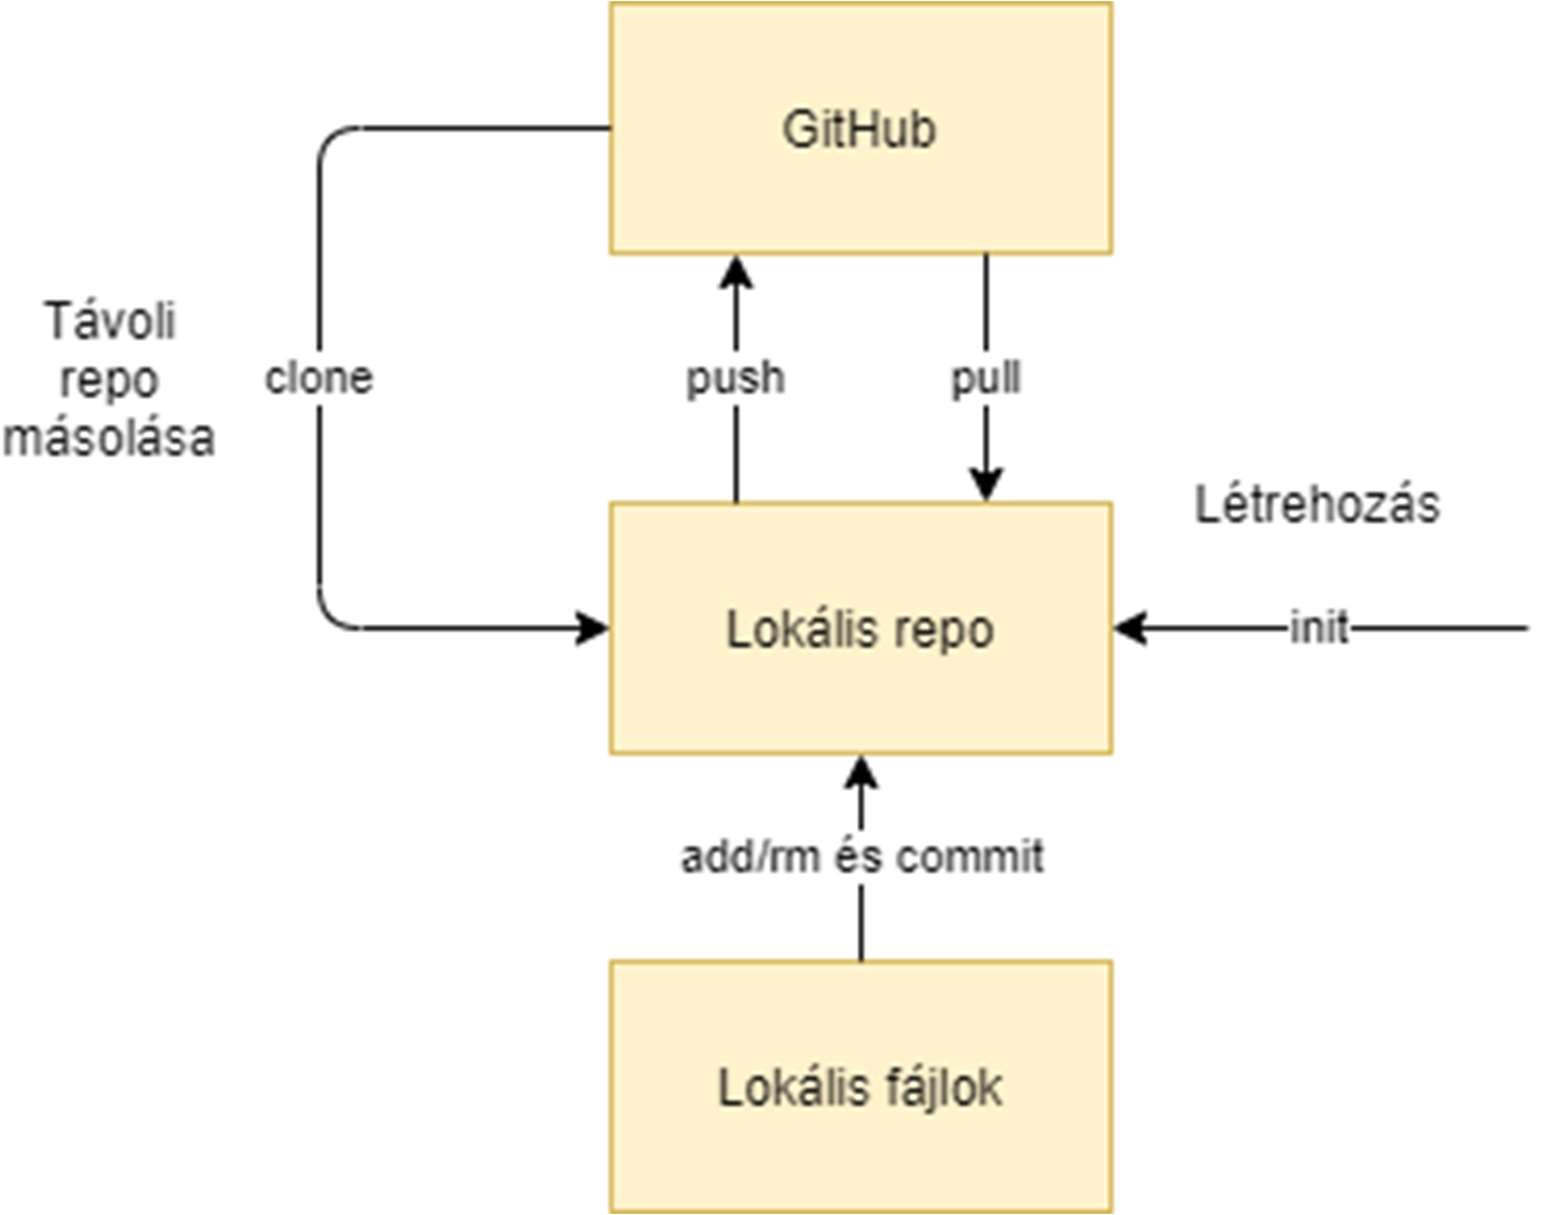 GitHub
Távoli
repo
másolása
clone
push
pull
Létrehozás
Lokális repo
init
add/rm és commit
Lokális fájlok